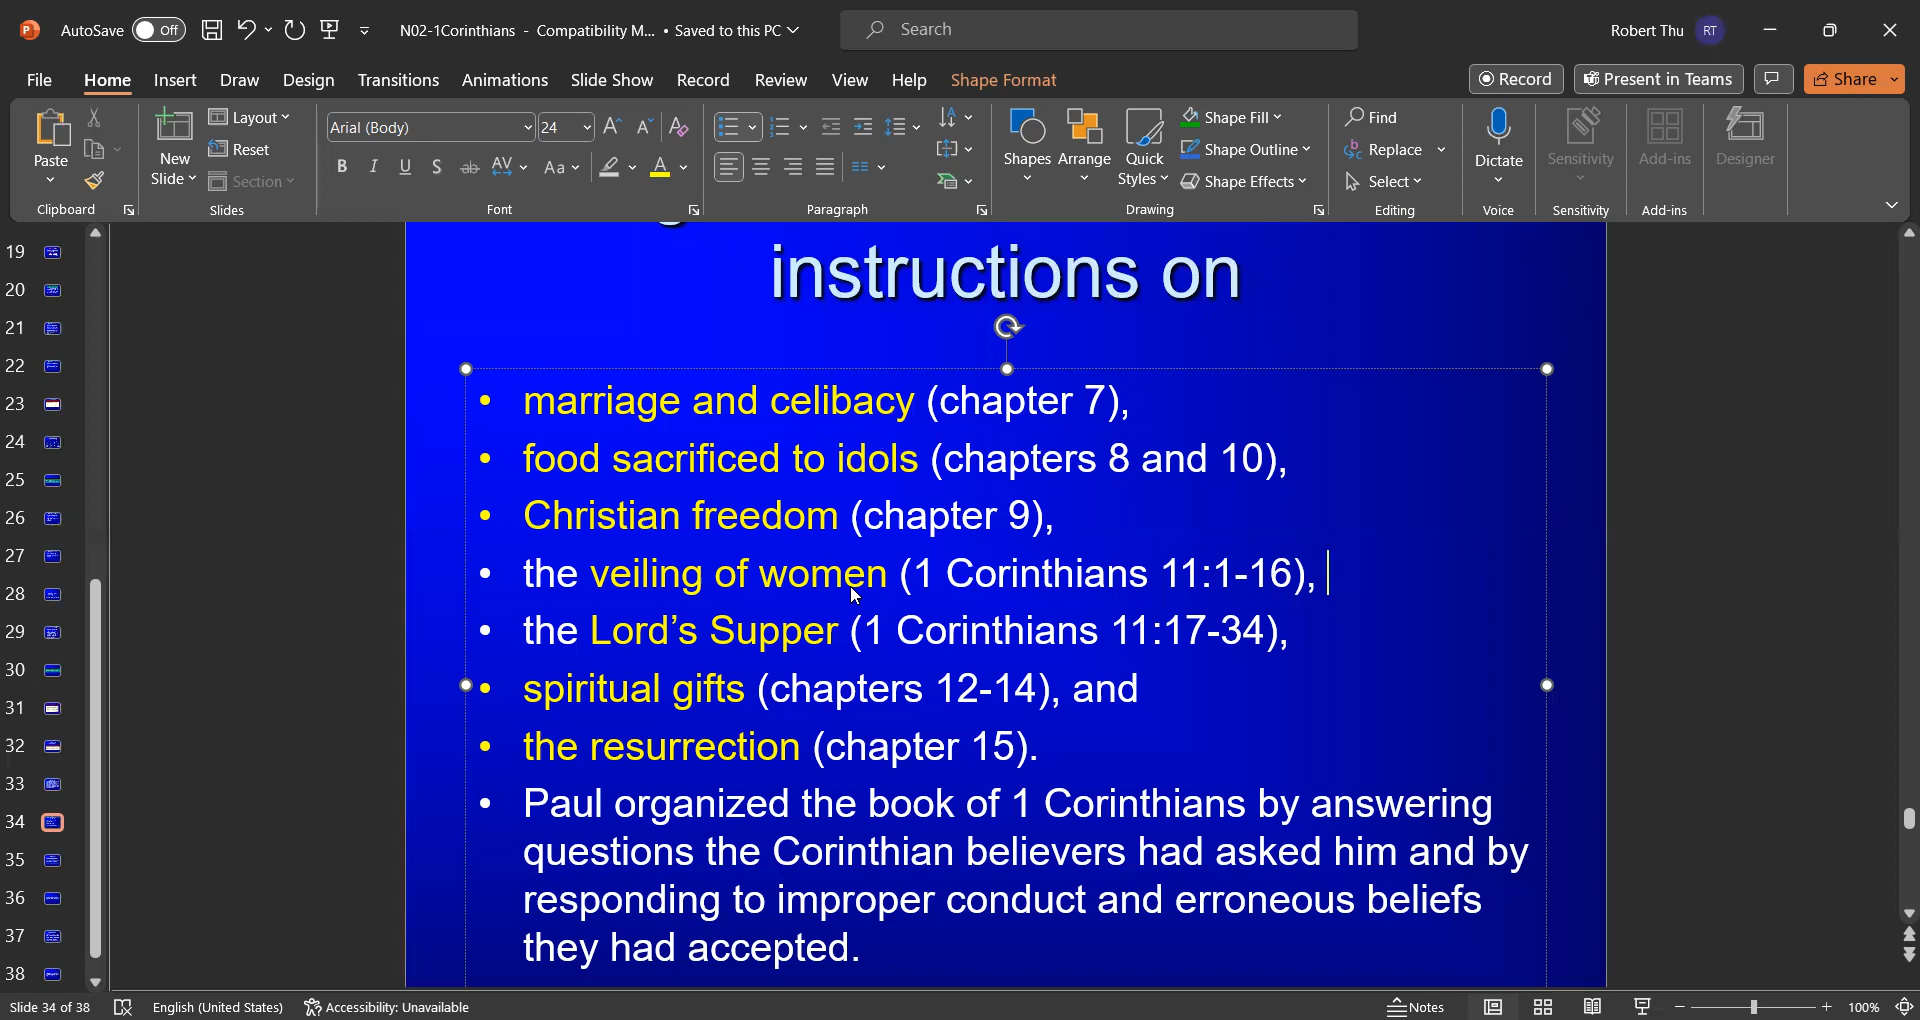 AutoSave Off N02-1Corinthians - Compatibility M... • Saved to this PC Search Robert Thu RT
File Home Insert Draw Design Transitions Animations Slide Show Record Review View Help Shape Format Record Present in Teams Share
Paste
Clipboard
New
Slide
Layout
Reset
Section
Slides
Arial (Body) 24
B I U S ab AV Aa A
Font
Paragraph
Shapes Arrange Quick
Styles
Shape Fill
Shape Outline
Shape Effects
Drawing
Find
Replace
Select
Editing
Dictate
Voice
Sensitivity
Sensitivity
Add-ins
Add-ins
Designer
19
20
21
22
23
24
25
26
27
28
29
30
31
32
33
34
35
36
37
38
instructions on
• marriage and celibacy (chapter 7),
• food sacrificed to idols (chapters 8 and 10),
• Christian freedom (chapter 9),
• the veiling of women (1 Corinthians 11:1-16),
• the Lord’s Supper (1 Corinthians 11:17-34),
• spiritual gifts (chapters 12-14), and
• the resurrection (chapter 15).
• Paul organized the book of 1 Corinthians by answering
questions the Corinthian believers had asked him and by
responding to improper conduct and erroneous beliefs
they had accepted.
Slide 34 of 38 English (United States) Accessibility: Unavailable Notes 100%